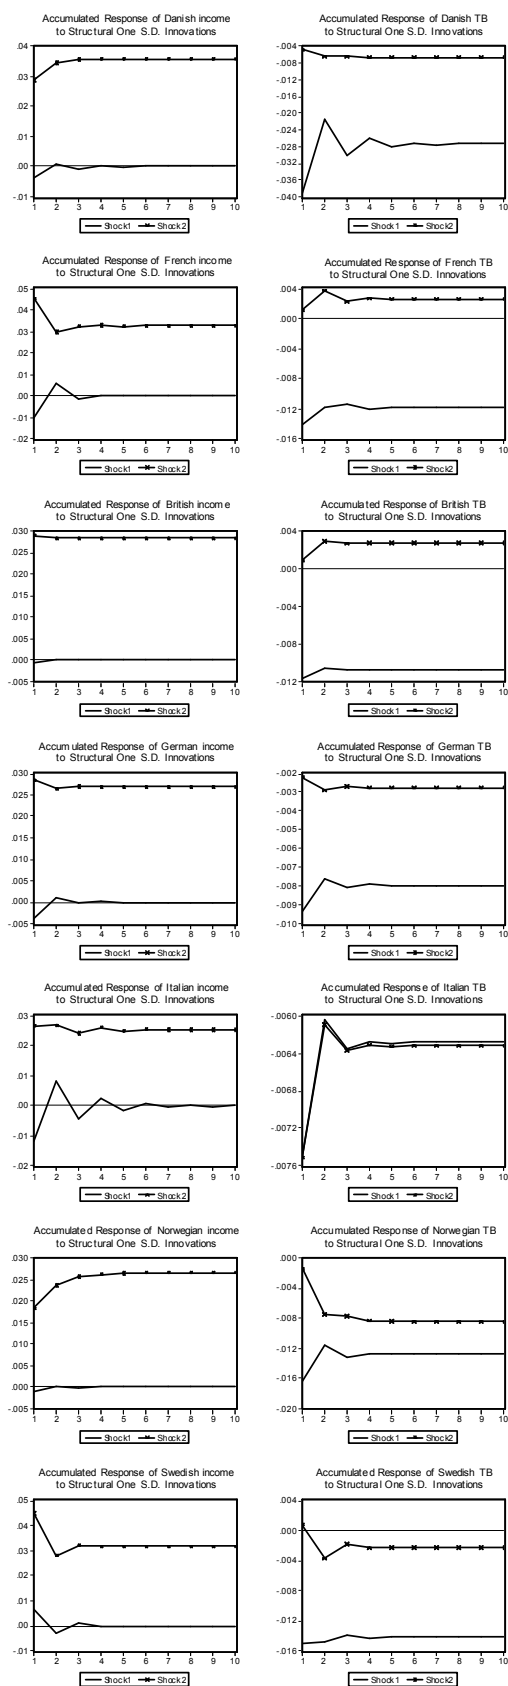 Accumulated Response of Danish income
to Structural One S.D. Innovations
.04
.03
.02
.01
.00
-.01
1 2 3 4 5 6 7 8 9 10
Shock1 Shock2
Accumulated Response of Danish TB
to Structural One S.D. Innovations
-.004
-.008
-.012
-.016
-.020
-.024
-.028
-.032
-.036
-.040
1 2 3 4 5 6 7 8 9 10
Shock1 Shock2
Accumulated Response of French income
to Structural One S.D. Innovations
.05
.04
.03
.02
.01
.00
-.01
-.02
1 2 3 4 5 6 7 8 9 10
Shock1 Shock2
Accumulated Response of French TB
to Structural One S.D. Innovations
.004
.000
-.004
-.008
-.012
-.016
1 2 3 4 5 6 7 8 9 10
Shock1 Shock2
Accumulated Response of British income
to Structural One S.D. Innovations
.030
.025
.020
.015
.010
.005
.000
-.005
1 2 3 4 5 6 7 8 9 10
Shock1 Shock2
Accumulated Response of British TB
to Structural One S.D. Innovations
.004
.000
-.004
-.008
-.012
1 2 3 4 5 6 7 8 9 10
Shock1 Shock2
Accumulated Response of German income
to Structural One S.D. Innovations
.030
.025
.020
.015
.010
.005
.000
-.005
1 2 3 4 5 6 7 8 9 10
Shock1 Shock2
Accumulated Response of German TB
to Structural One S.D. Innovations
-.002
-.003
-.004
-.005
-.006
-.007
-.008
-.009
-.010
1 2 3 4 5 6 7 8 9 10
Shock1 Shock2
Accumulated Response of Italian income
to Structural One S.D. Innovations
.03
.02
.01
.00
-.01
-.02
1 2 3 4 5 6 7 8 9 10
Shock1 Shock2
Accumulated Response of Italian TB
to Structural One S.D. Innovations
-.0060
-.0064
-.0068
-.0072
-.0076
1 2 3 4 5 6 7 8 9 10
Shock1 Shock2
Accumulated Response of Norwegian income
to Structural One S.D. Innovations
.030
.025
.020
.015
.010
.005
.000
-.005
1 2 3 4 5 6 7 8 9 10
Shock1 Shock2
Accumulated Response of Norwegian TB
to Structural One S.D. Innovations
.000
-.004
-.008
-.012
-.016
-.020
1 2 3 4 5 6 7 8 9 10
Shock1 Shock2
Accumulated Response of Swedish income
to Structural One S.D. Innovations
.05
.04
.03
.02
.01
.00
-.01
1 2 3 4 5 6 7 8 9 10
Shock1 Shock2
Accumulated Response of Swedish TB
to Structural One S.D. Innovations
.004
.000
-.004
-.008
-.012
-.016
1 2 3 4 5 6 7 8 9 10
Shock1 Shock2